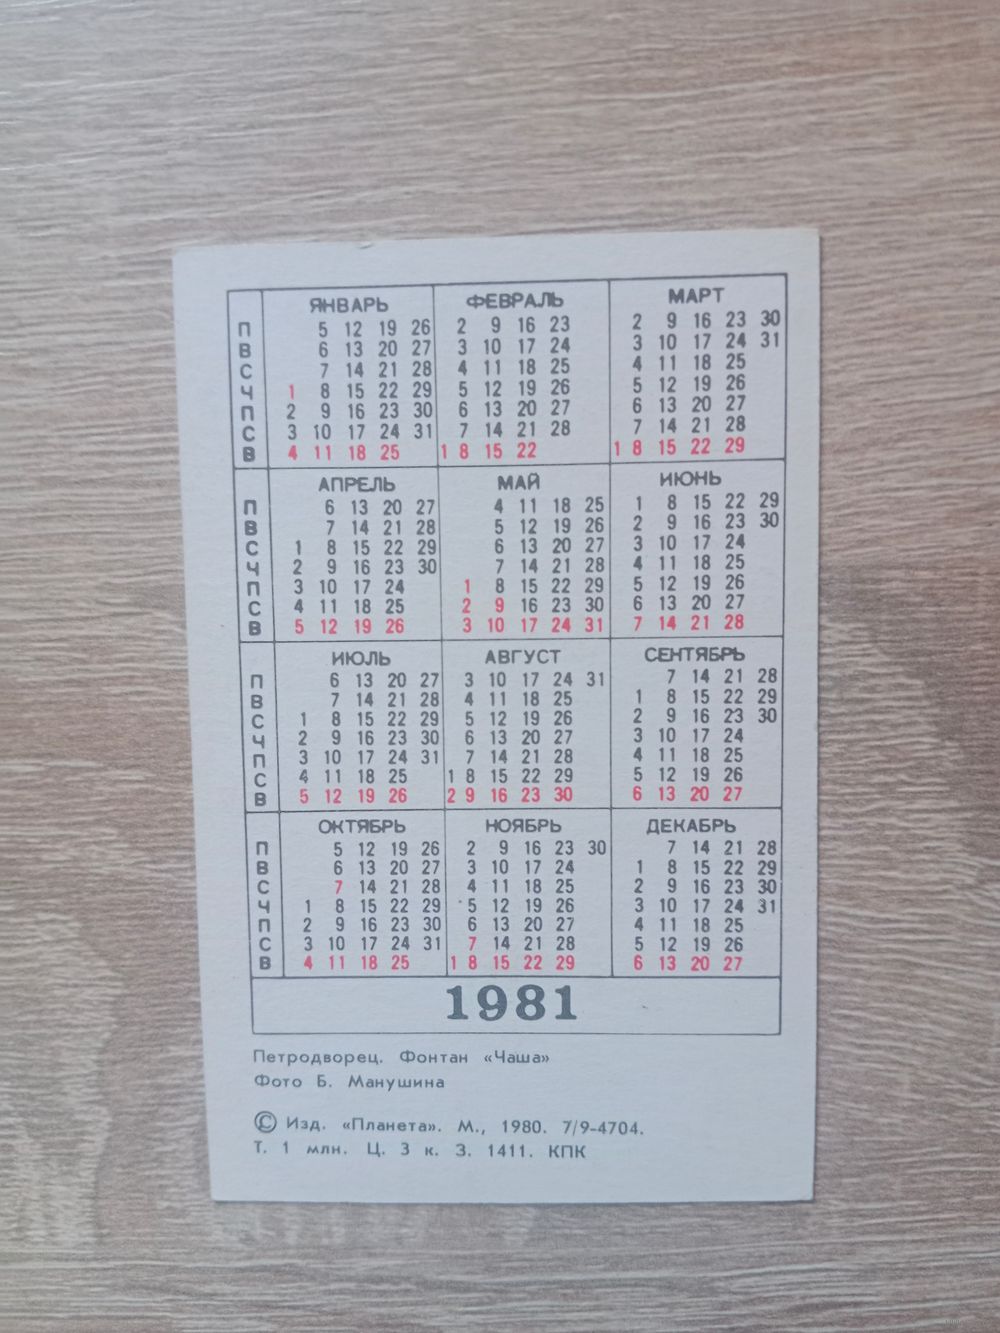 ЯНВАРЬ ФЕВРАЛЬ МАРТ
П 5 12 19 26 2 9 16 23 2 9 16 23 30
В 6 13 20 27 3 10 17 24 3 10 17 24 31
С 7 14 21 28 4 11 18 25 4 11 18 25
Ч 1 8 15 22 29 5 12 19 26 5 12 19 26
П 2 9 16 23 30 6 13 20 27 6 13 20 27
С 3 10 17 24 31 7 14 21 28 7 14 21 28
В 4 11 18 25 1 8 15 22 1 8 15 22 29
АПРЕЛЬ МАЙ ИЮНЬ
П 6 13 20 27 4 11 18 25 1 8 15 22 29
В 7 14 21 28 5 12 19 26 2 9 16 23 30
С 1 8 15 22 29 6 13 20 27 3 10 17 24
Ч 2 9 16 23 30 7 14 21 28 4 11 18 25
П 3 10 17 24 1 8 15 22 29 5 12 19 26
С 4 11 18 25 2 9 16 23 30 6 13 20 27
В 5 12 19 26 3 10 17 24 31 7 14 21 28
ИЮЛЬ АВГУСТ СЕНТЯБРЬ
П 6 13 20 27 3 10 17 24 31 7 14 21 28
В 7 14 21 28 4 11 18 25 1 8 15 22 29
С 1 8 15 22 29 5 12 19 26 2 9 16 23 30
Ч 2 9 16 23 30 6 13 20 27 3 10 17 24
П 3 10 17 24 31 7 14 21 28 4 11 18 25
С 4 11 18 25 1 8 15 22 29 5 12 19 26
В 5 12 19 26 2 9 16 23 30 6 13 20 27
ОКТЯБРЬ НОЯБРЬ ДЕКАБРЬ
П 5 12 19 26 2 9 16 23 30 7 14 21 28
В 6 13 20 27 3 10 17 24 1 8 15 22 29
С 7 14 21 28 4 11 18 25 2 9 16 23 30
Ч 1 8 15 22 29 5 12 19 26 3 10 17 24 31
П 2 9 16 23 30 6 13 20 27 4 11 18 25
С 3 10 17 24 31 7 14 21 28 5 12 19 26
В 4 11 18 25 1 8 15 22 29 6 13 20 27
1981
Петродворец. Фонтан «Чаша»
Фото Б. Манушина
© Изд. «Планета». М., 1980. 7/9-4704.
Т. 1 млн. Ц. 3 к. З. 1411. КПК